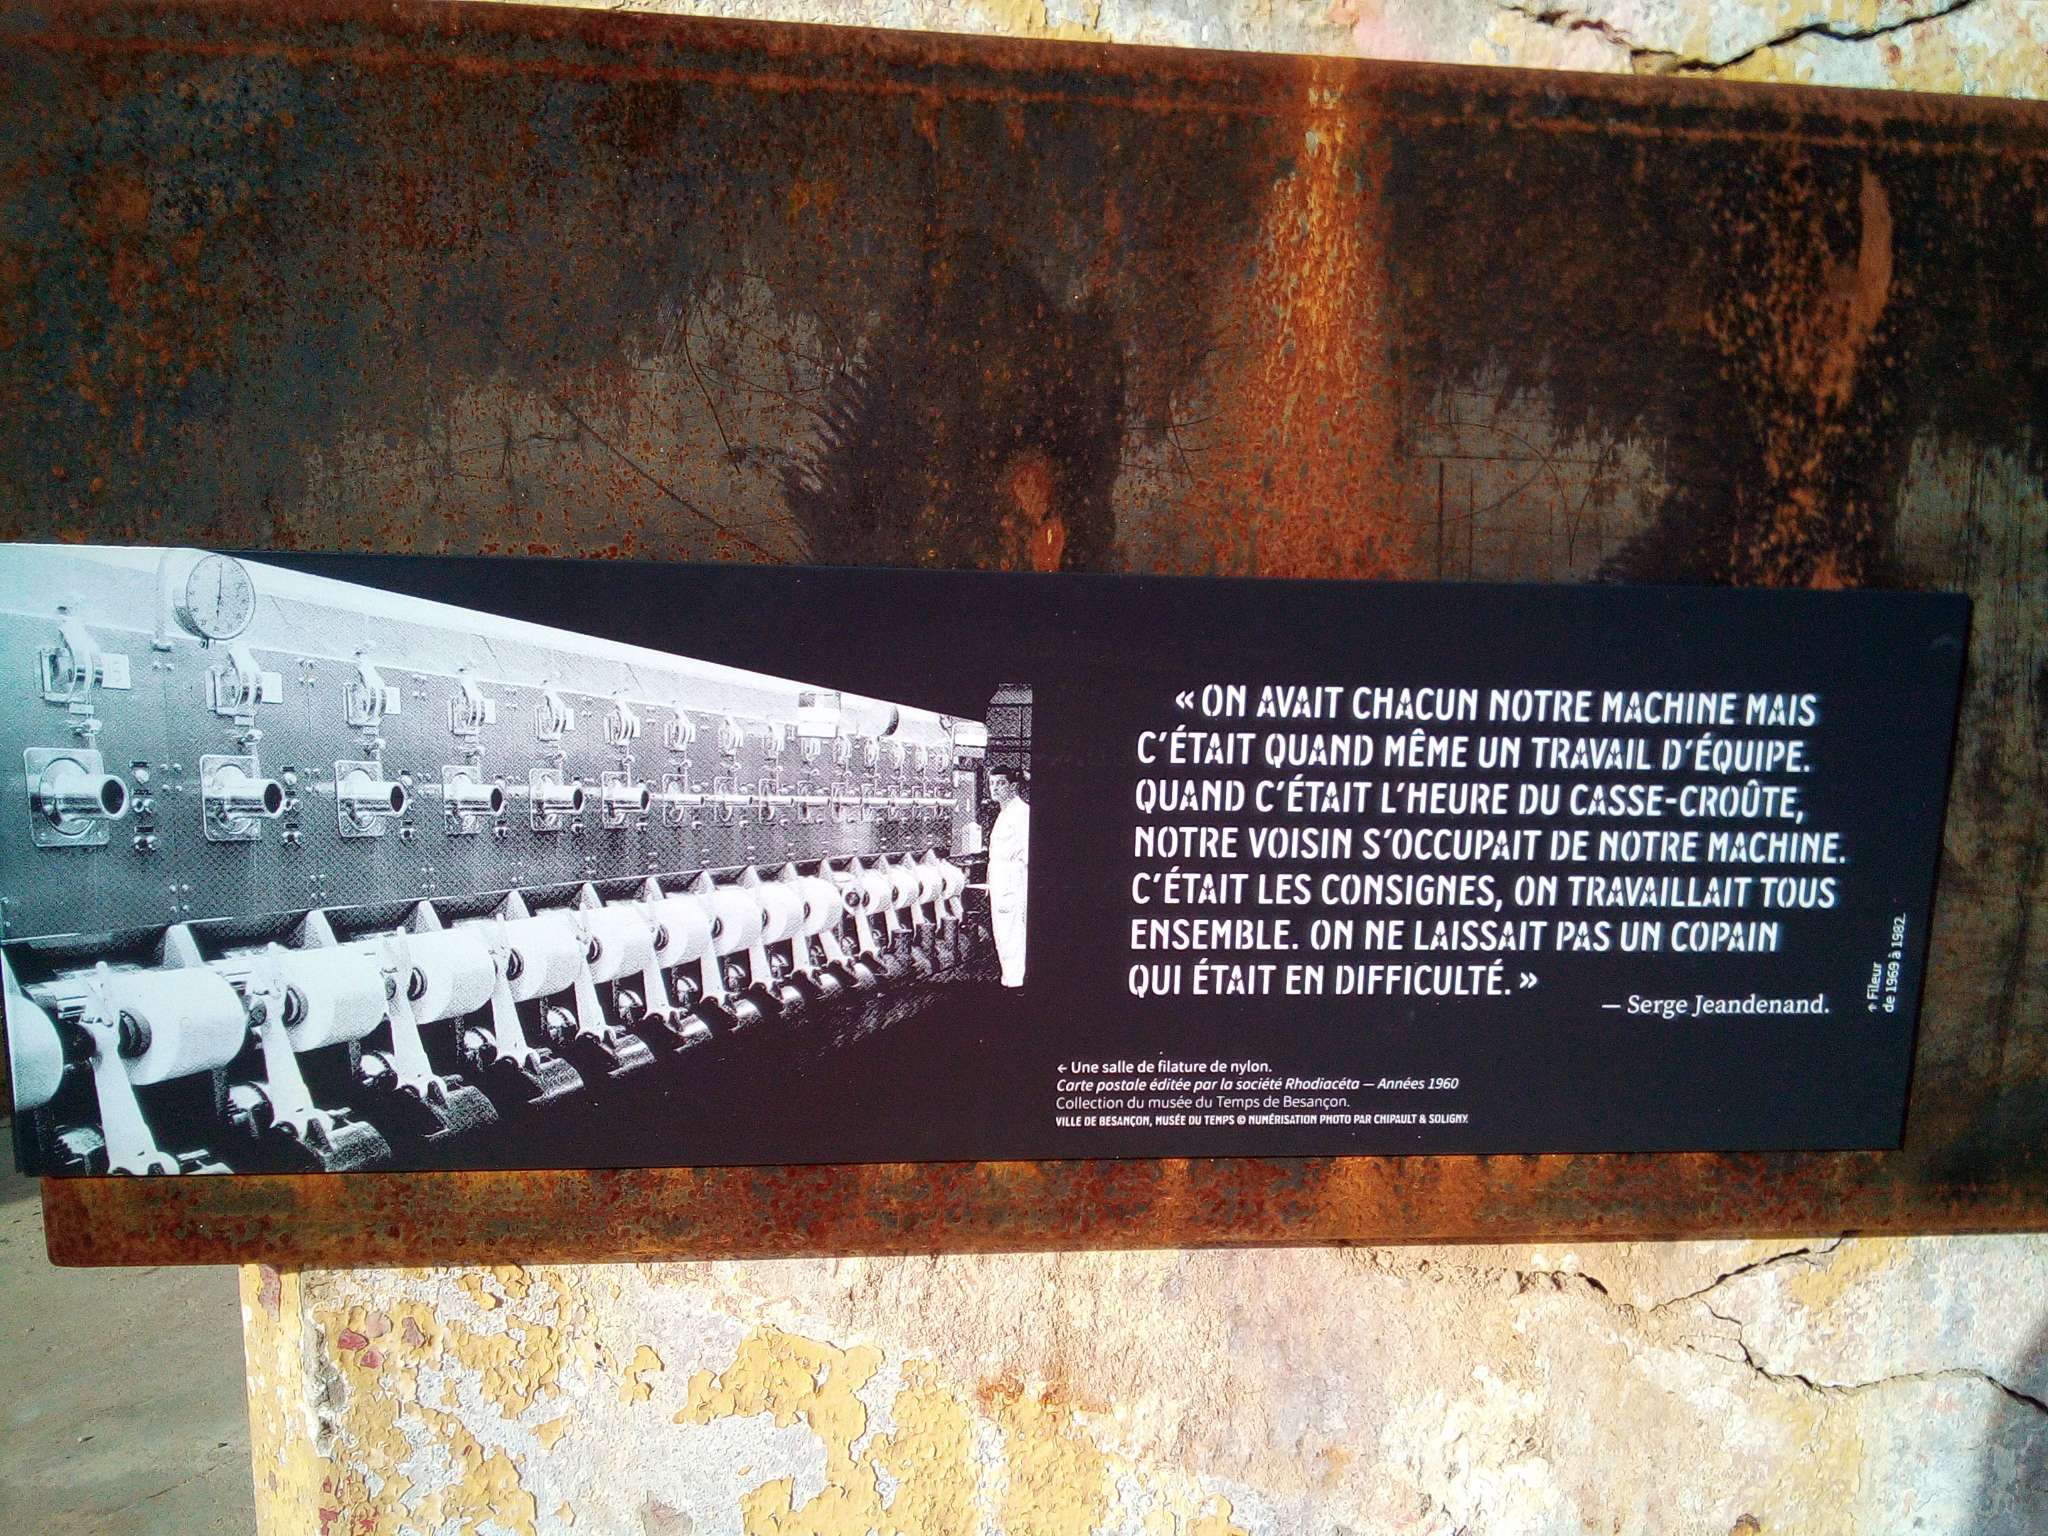 « ON AVAIT CHACUN NOTRE MACHINE MAIS
C'ÉTAIT QUAND MÊME UN TRAVAIL D'ÉQUIPE.
QUAND C'ÉTAIT L'HEURE DU CASSE-CROÛTE,
NOTRE VOISIN S'OCCUPAIT DE NOTRE MACHINE.
C'ÉTAIT LES CONSIGNES, ON TRAVAILLAIT TOUS
ENSEMBLE. ON NE LAISSAIT PAS UN COPAIN
QUI ÉTAIT EN DIFFICULTÉ. »
— Serge Jeandenand.
↑ Fileur
de 1969 à 1982
← Une salle de filature de nylon.
Carte postale éditée par la société Rhodiacéta — Années 1960
Collection du musée du Temps de Besançon.
VILLE DE BESANÇON, MUSÉE DU TEMPS © NUMÉRISATION PHOTO PAR CHIPAULT & SOLIGNY.